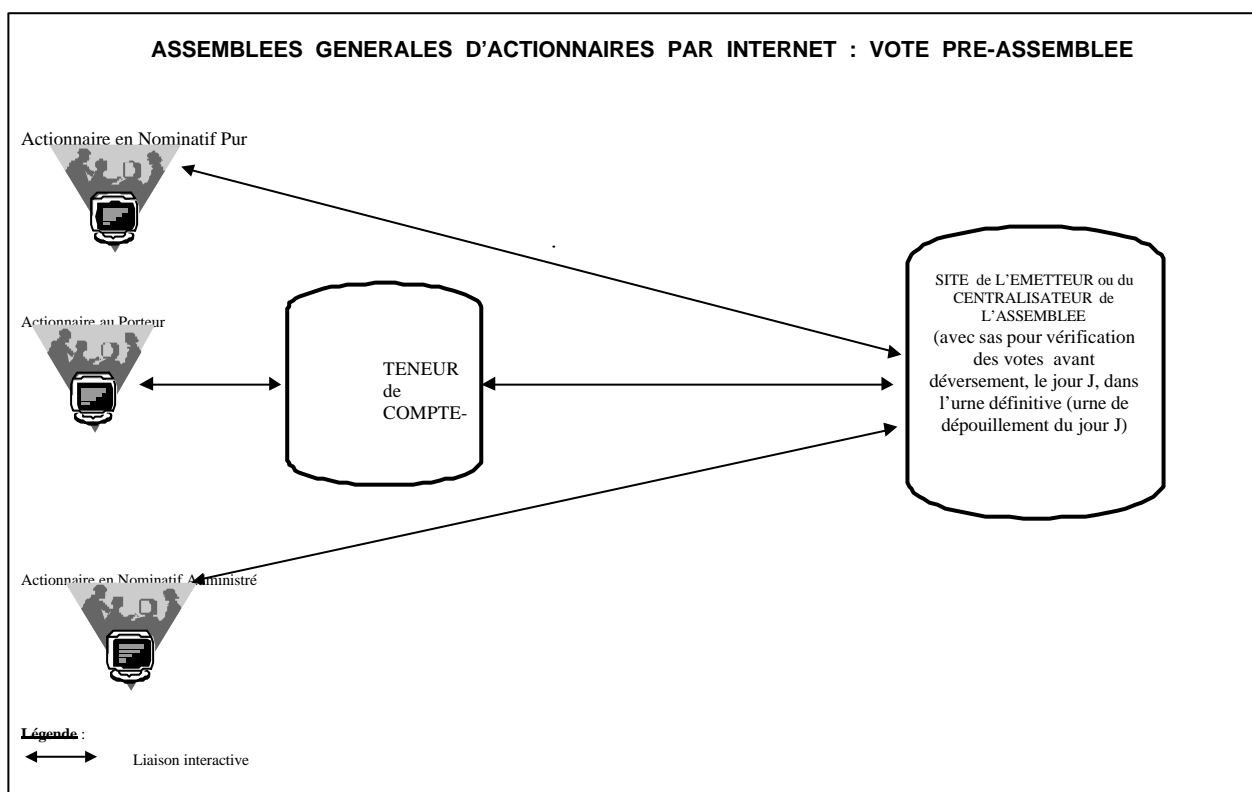 ASSEMBLEES GENERALES D'ACTIONNAIRES PAR INTERNET : VOTE PRE-ASSEMBLEE
Actionnaire en Nominatif Pur
Actionnaire au Porteur
TENEUR
de
COMPTE-
SITE de L'EMETTEUR ou du
CENTRALISATEUR de
L'ASSEMBLEE
(avec sas pour vérification
des votes avant
déversement, le jour J, dans
l'urne définitive (urne de
dépouillement du jour J)
Actionnaire en Nominatif Administré
Légende :
Liaison interactive